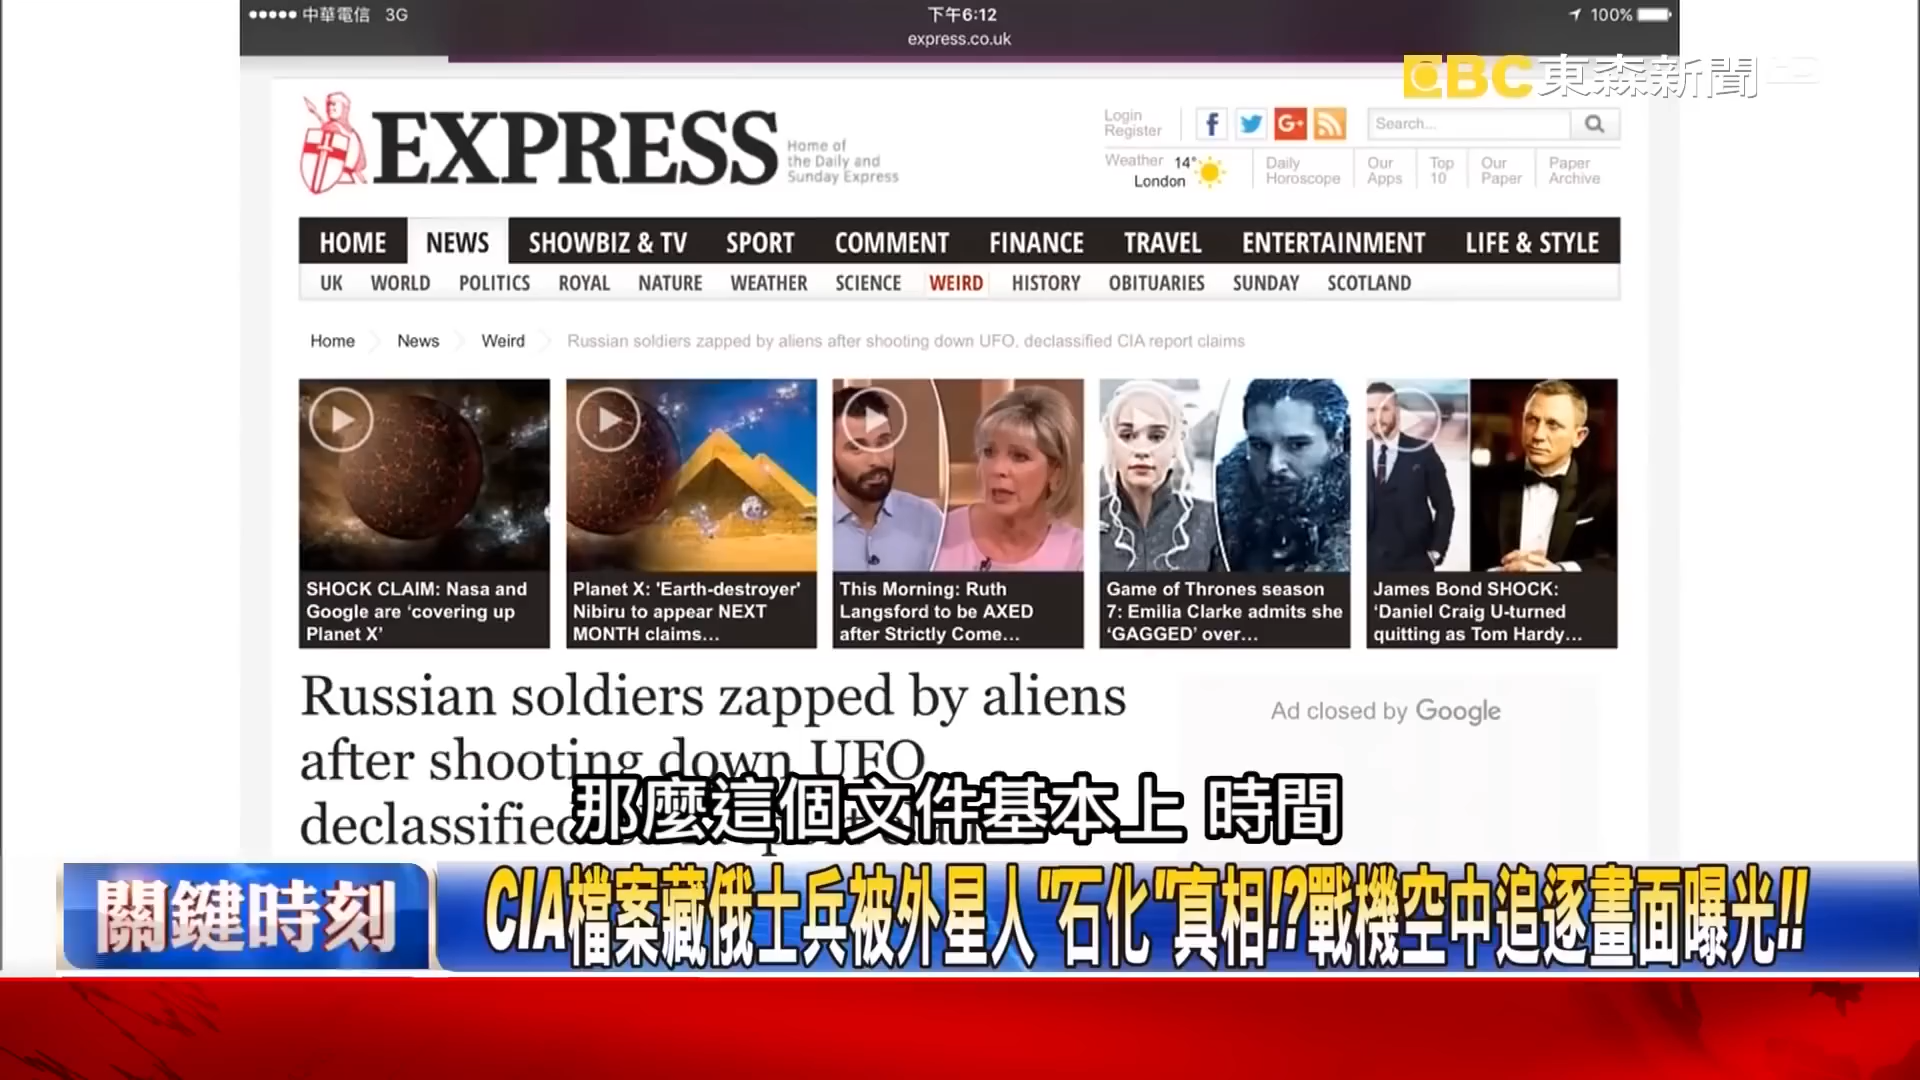 中華電信 3G
下午6:12
100%
express.co.uk
EBC東森新聞
EXPRESS
Home of
the Daily and
Sunday Express
Login
Register
Search...
Weather 14°
London
Daily
Horoscope
Our
Apps
Top
10
Our
Paper
Paper
Archive
HOME NEWS SHOWBIZ & TV SPORT COMMENT FINANCE TRAVEL ENTERTAINMENT LIFE & STYLE
UK WORLD POLITICS ROYAL NATURE WEATHER SCIENCE WEIRD HISTORY OBITUARIES SUNDAY SCOTLAND
Home News Weird Russian soldiers zapped by aliens after shooting down UFO, declassified CIA report claims
SHOCK CLAIM: Nasa and
Google are ‘covering up
Planet X’
Planet X: 'Earth-destroyer'
Nibiru to appear NEXT
MONTH claims...
This Morning: Ruth
Langsford to be AXED
after Strictly Come...
Game of Thrones season
7: Emilia Clarke admits she
‘GAGGED’ over...
James Bond SHOCK:
‘Daniel Craig U-turned
quitting as Tom Hardy...
Russian soldiers zapped by aliens
after shooting down UFO,
declassified
Ad closed by Google
那麼這個文件基本上 時間
關鍵時刻
CIA檔案藏俄士兵被外星人"石化"真相!?戰機空中追逐畫面曝光!!